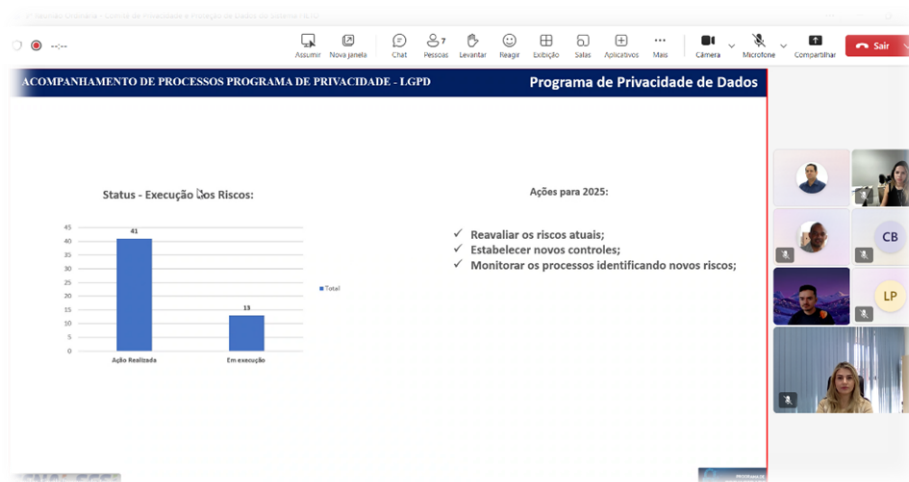 --:--
Assumir Nova janela Chat Pessoas 7 Levantar Reagir Exibição Salas Aplicativos Mais Câmera Microfone Compartilhar Sair
ACOMPANHAMENTO DE PROCESSOS PROGRAMA DE PRIVACIDADE - LGPD
Programa de Privacidade de Dados
Status - Execução dos Riscos:
45
40
35
30
25
20
15
10
5
0
41
13
Ação Realizada Em execução
Total
Ações para 2025:
✓ Reavaliar os riscos atuais;
✓ Estabelecer novos controles;
✓ Monitorar os processos identificando novos riscos;
CB
LP